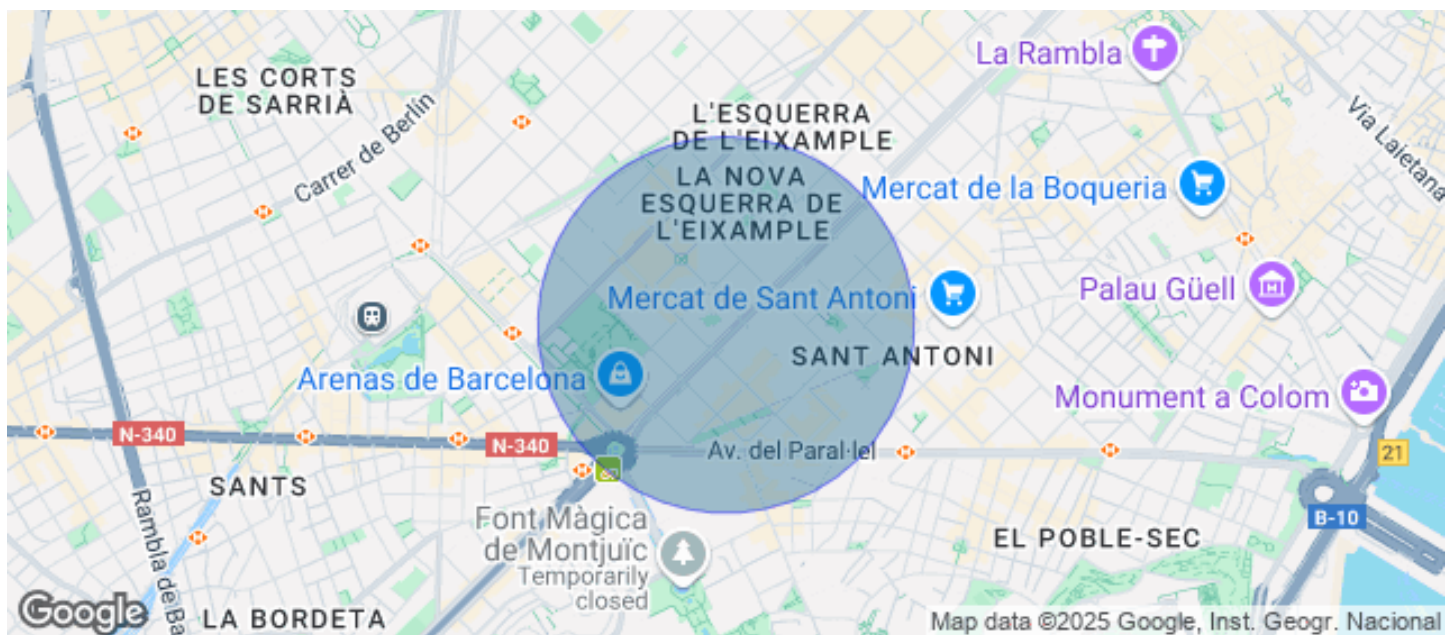 La Rambla
LES CORTS
DE SARRIÀ
L'ESQUERRA
DE L'EIXAMPLE
Via Laietana
Carrer de Berlín
LA NOVA
ESQUERRA DE
L'EIXAMPLE
Mercat de la Boqueria
Mercat de Sant Antoni
Palau Güell
SANT ANTONI
Arenas de Barcelona
Monument a Colom
N-340
N-340
Av. del Paral·lel
21
SANTS
Rambla de Ba
Font Màgica
de Montjuïc
Temporarily
closed
B-10
EL POBLE-SEC
Google
LA BORDETA
Map data ©2025 Google, Inst. Geogr. Nacional